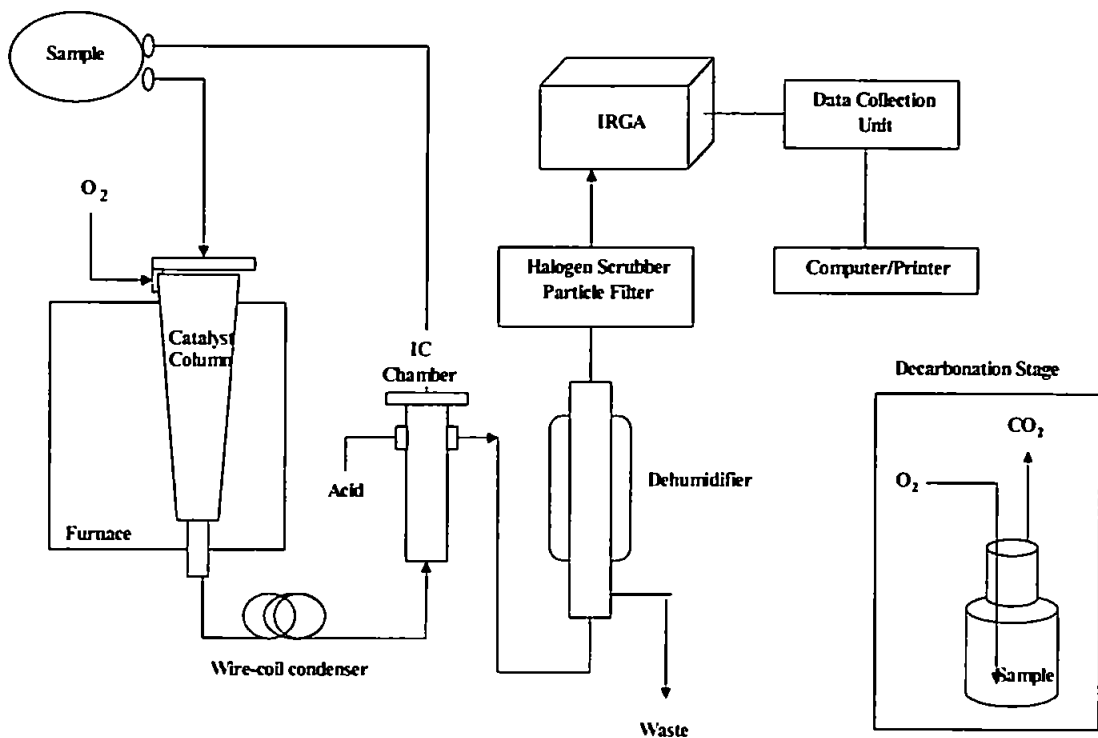 Sample
O2
Catalyst
Column
Furnace
Wire-coil condenser
IC
Chamber
Acid
IRGA
Data Collection
Unit
Computer/Printer
Halogen Scrubber
Particle Filter
Dehumidifier
Waste
Decarbonation Stage
CO2
O2
Sample